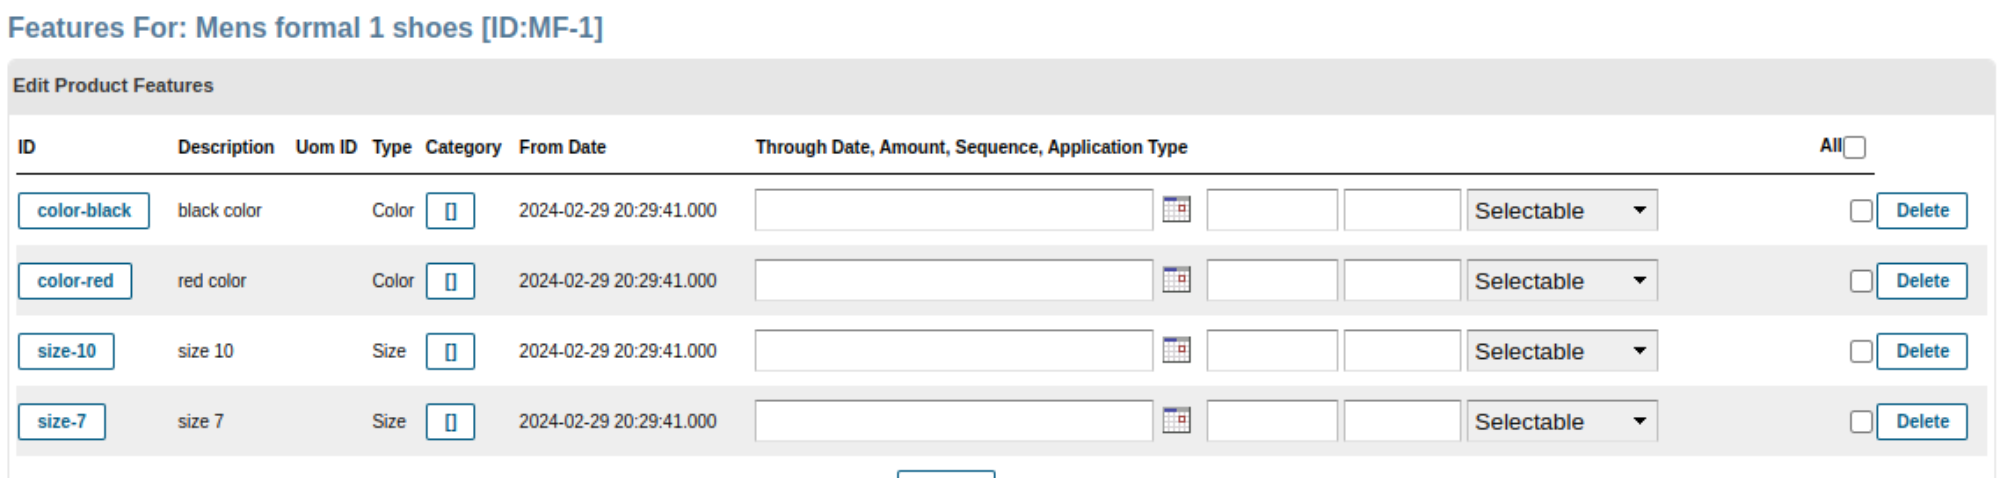 Features For: Mens formal 1 shoes [ID:MF-1]
Edit Product Features
ID Description Uom ID Type Category From Date Through Date, Amount, Sequence, Application Type All
color-black black color Color [] 2024-02-29 20:29:41.000 Selectable Delete
color-red red color Color [] 2024-02-29 20:29:41.000 Selectable Delete
size-10 size 10 Size [] 2024-02-29 20:29:41.000 Selectable Delete
size-7 size 7 Size [] 2024-02-29 20:29:41.000 Selectable Delete